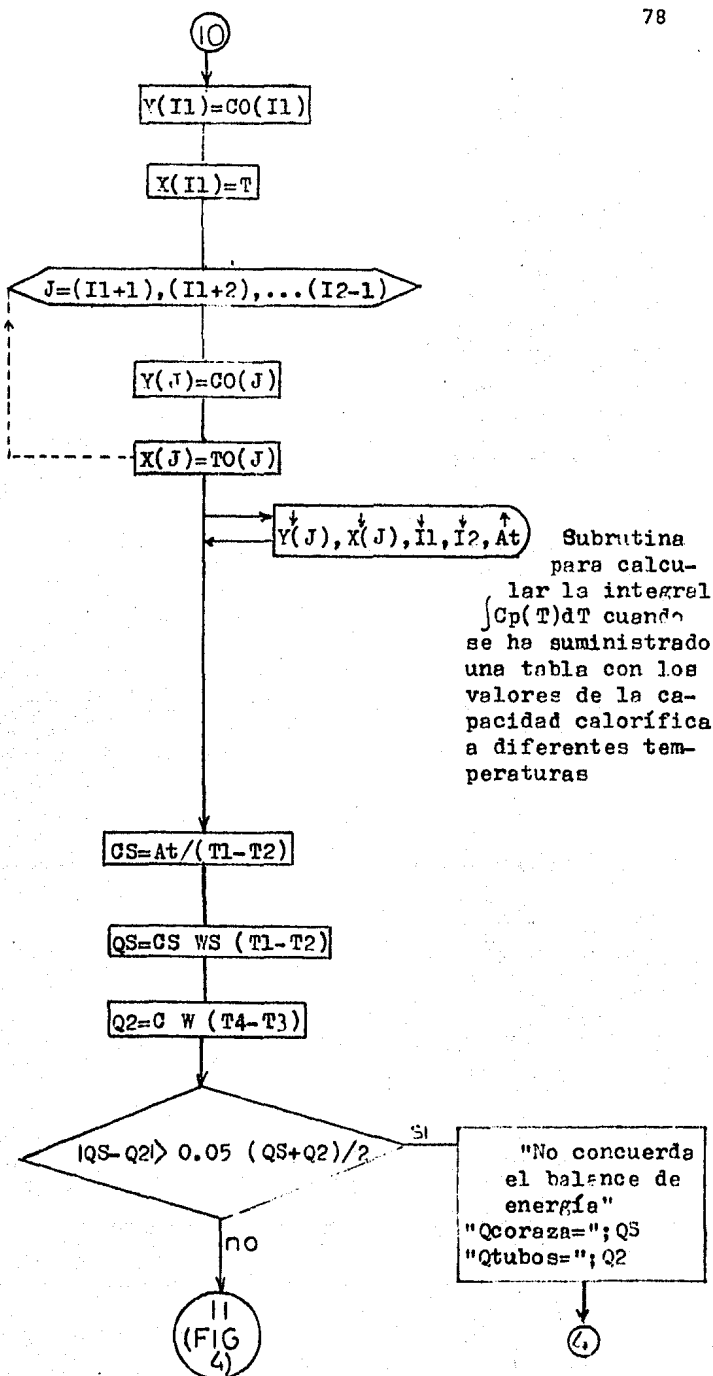 78
10
Y(I1)=CO(I1)
X(I1)=T
J=(I1+1),(I1+2),...(I2-1)
Y(J)=CO(J)
X(J)=TO(J)
Y(J),X(J),I1,I2,At
Subrutina
para calcu-
lar la integral
∫Cp(T)dT cuando
se ha suministrado
una tabla con los
valores de la ca-
pacidad calorífica
a diferentes tem-
peraturas
CS=At/(T1-T2)
QS=CS WS (T1-T2)
Q2=C W (T4-T3)
|QS-Q2|> 0.05 (QS+Q2)/2
SI
"No concuerda
el balance de
energía"
"Qcoraza=";QS
"Qtubos=";Q2
no
11
(FIG
4)
4